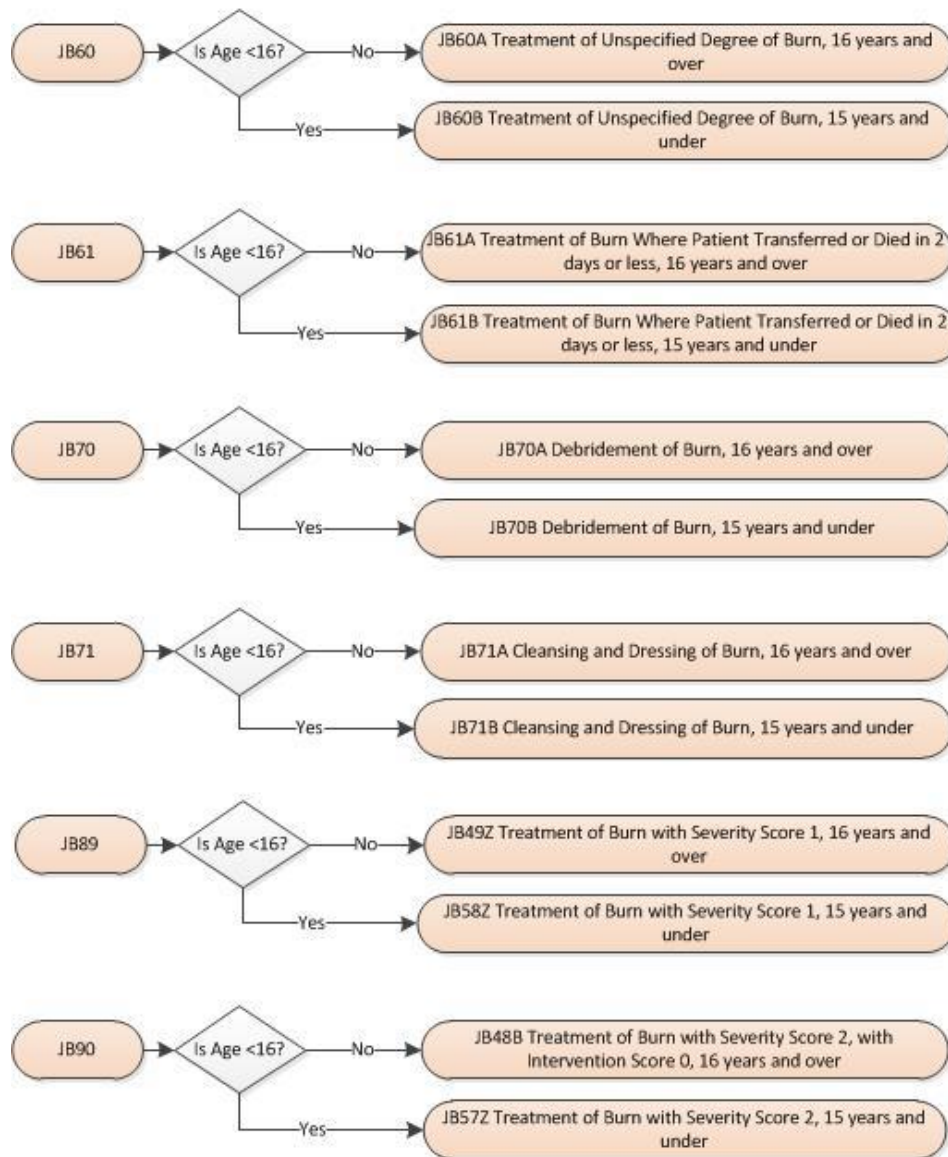 JB60
Is Age <16?
No
JB60A Treatment of Unspecified Degree of Burn, 16 years and
over
Yes
JB60B Treatment of Unspecified Degree of Burn, 15 years and
under
JB61
Is Age <16?
No
JB61A Treatment of Burn Where Patient Transferred or Died in 2
days or less, 16 years and over
Yes
JB61B Treatment of Burn Where Patient Transferred or Died in 2
days or less, 15 years and under
JB70
Is Age <16?
No
JB70A Debridement of Burn, 16 years and over
Yes
JB70B Debridement of Burn, 15 years and under
JB71
Is Age <16?
No
JB71A Cleansing and Dressing of Burn, 16 years and over
Yes
JB71B Cleansing and Dressing of Burn, 15 years and under
JB89
Is Age <16?
No
JB49Z Treatment of Burn with Severity Score 1, 16 years and
over
Yes
JB58Z Treatment of Burn with Severity Score 1, 15 years and
under
JB90
Is Age <16?
No
JB48B Treatment of Burn with Severity Score 2, with
Intervention Score 0, 16 years and over
Yes
JB57Z Treatment of Burn with Severity Score 2, 15 years and
under